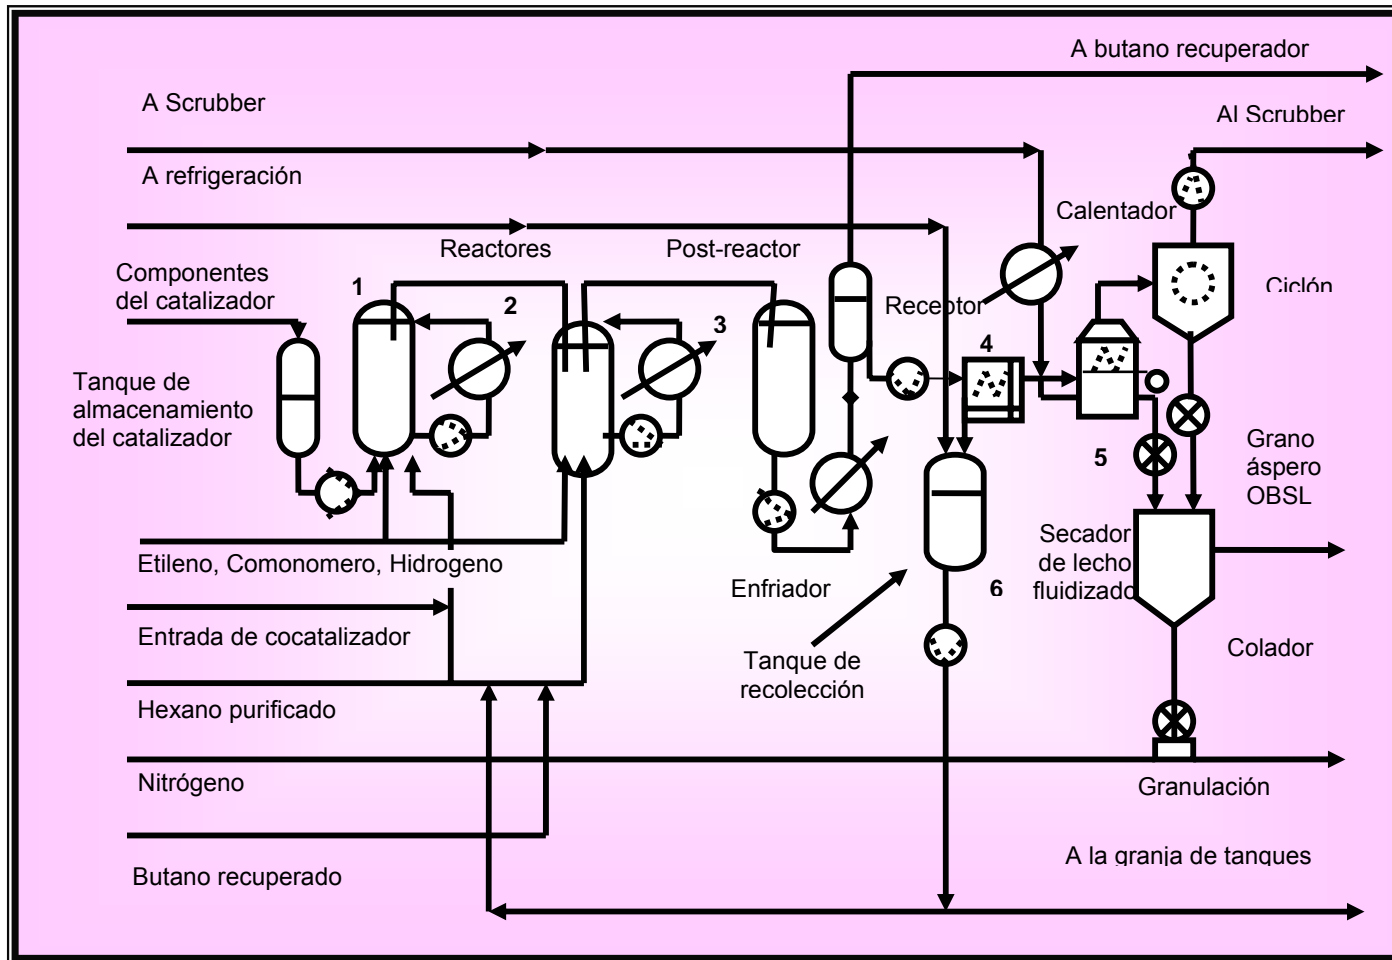 A butano recuperador
A Scrubber
Al Scrubber
A refrigeración
Calentador
Reactores
Post-reactor
Componentes
del catalizador
1
2
3
Receptor
Ciclón
4
Tanque de
almacenamiento
del catalizador
5
Grano
áspero
OBSL
Secador
de lecho
fluidizado
Etileno, Comonomero, Hidrogeno
Enfriador
6
Entrada de cocatalizador
Tanque de
recolección
Colador
Hexano purificado
Nitrógeno
Granulación
A la granja de tanques
Butano recuperado